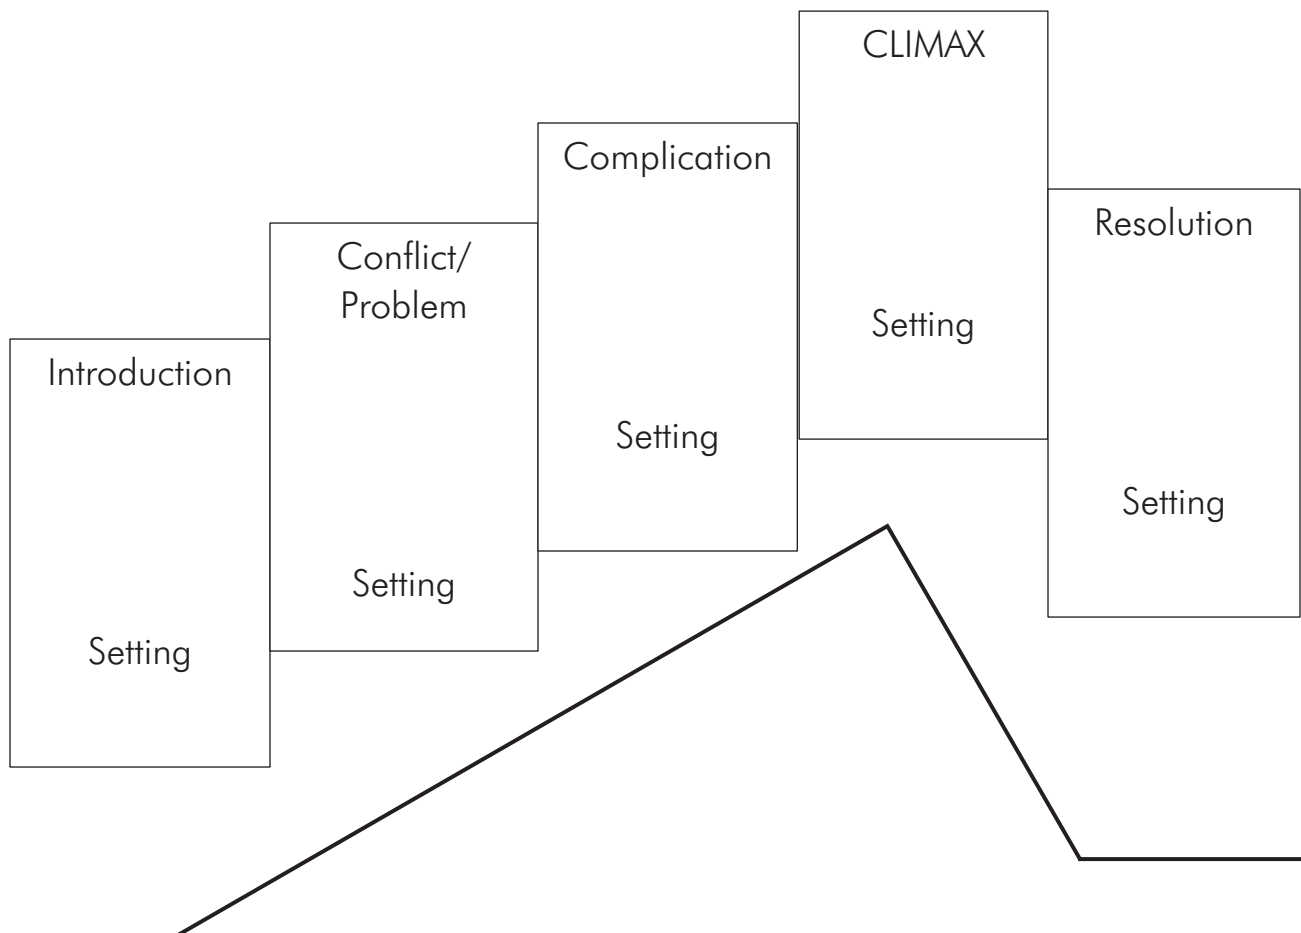 Introduction
Setting
Conflict/
Problem
Setting
Complication
Setting
CLIMAX
Setting
Resolution
Setting